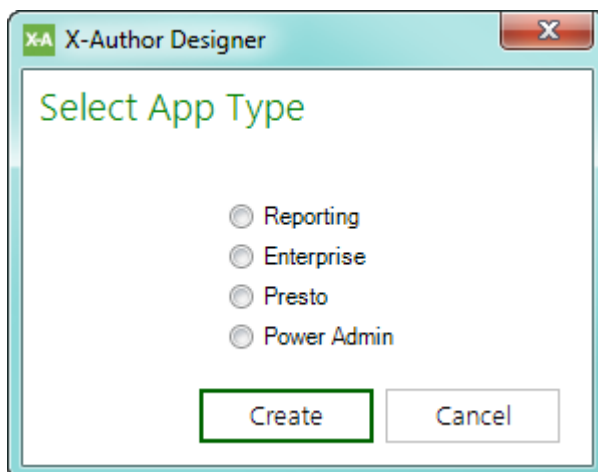 X-A X-Author Designer
Select App Type
Reporting
Enterprise
Presto
Power Admin
Create Cancel